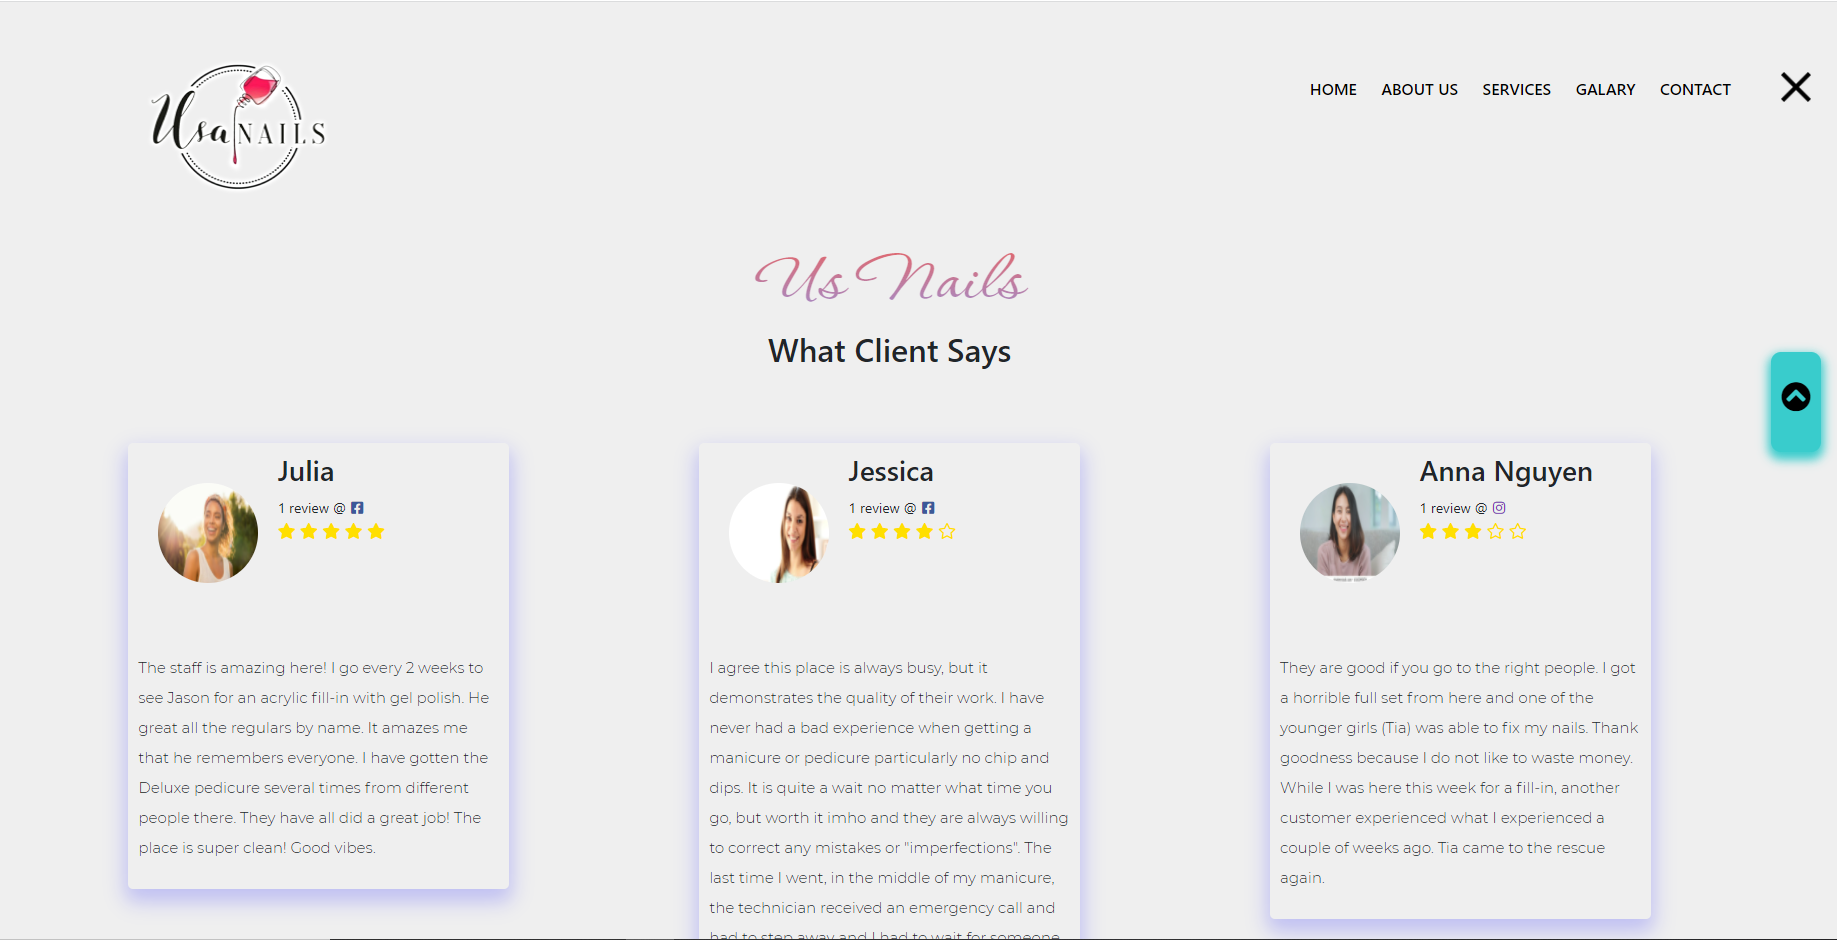 Usa NAILS
HOME ABOUT US SERVICES GALARY CONTACT
Us Nails
What Client Says
Julia
1 review @
The staff is amazing here! I go every 2 weeks to
see Jason for an acrylic fill-in with gel polish. He
great all the regulars by name. It amazes me
that he remembers everyone. I have gotten the
Deluxe pedicure several times from different
people there. They have all did a great job! The
place is super clean! Good vibes.
Jessica
1 review @
I agree this place is always busy, but it
demonstrates the quality of their work. I have
never had a bad experience when getting a
manicure or pedicure particularly no chip and
dips. It is quite a wait no matter what time you
go, but worth it imho and they are always willing
to correct any mistakes or "imperfections". The
last time I went, in the middle of my manicure,
the technician received an emergency call and
had to step away and I had to wait for someone
Anna Nguyen
1 review @
They are good if you go to the right people. I got
a horrible full set from here and one of the
younger girls (Tia) was able to fix my nails. Thank
goodness because I do not like to waste money.
While I was here this week for a fill-in, another
customer experienced what I experienced a
couple of weeks ago. Tia came to the rescue
again.